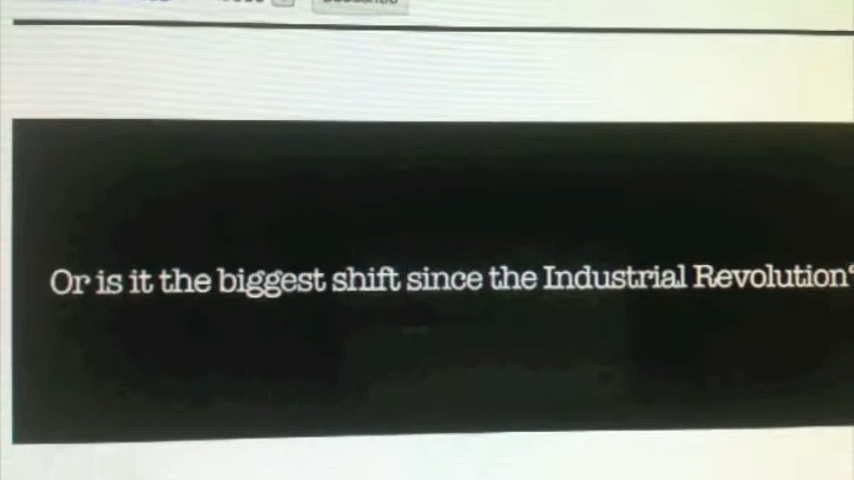 Or is it the biggest shift since the Industrial Revolution?